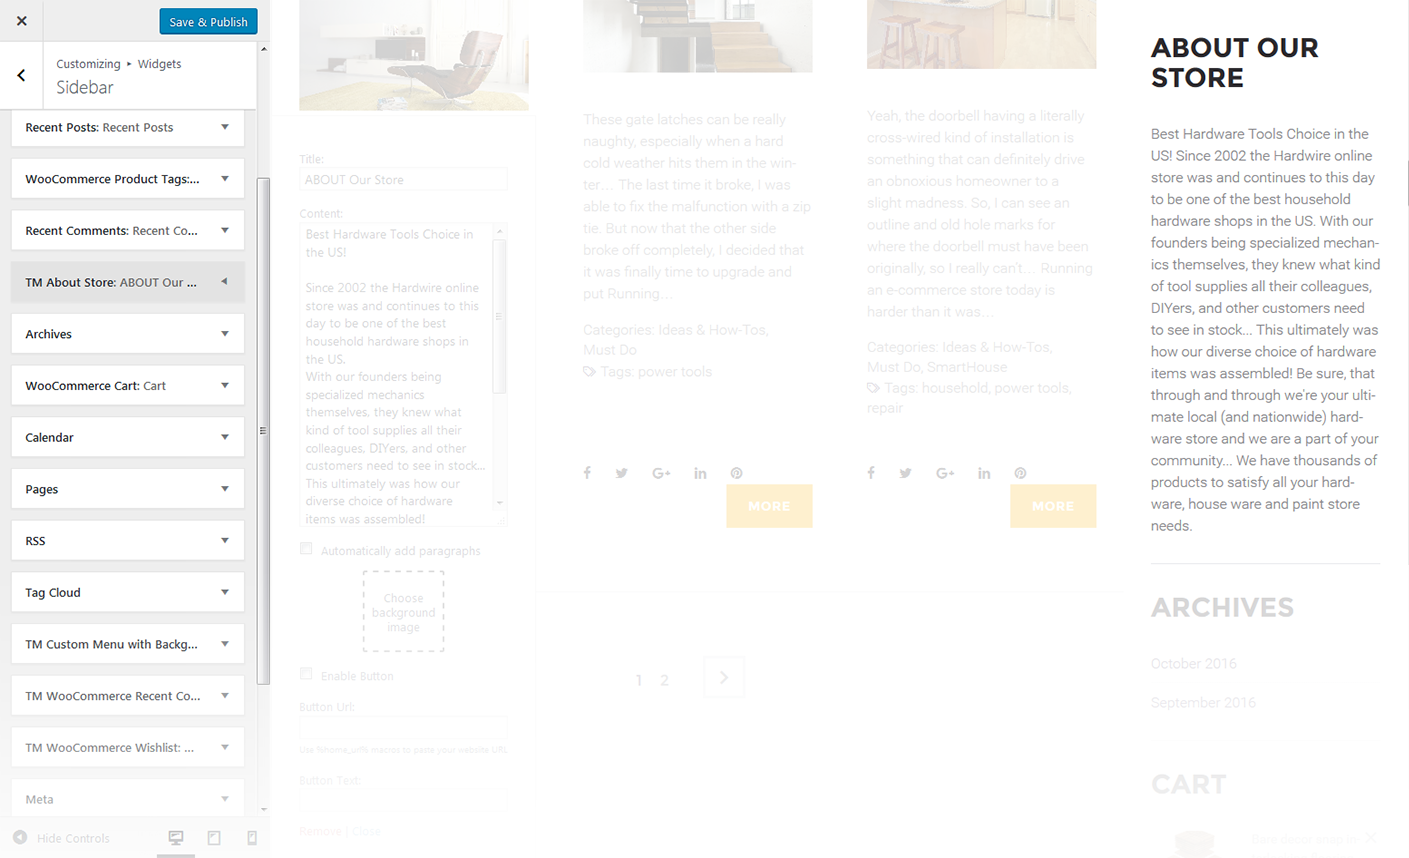 Save & Publish
Customizing ▸ Widgets
Sidebar
Recent Posts: Recent Posts
WooCommerce Product Tags:...
Recent Comments: Recent Co...
TM About Store: ABOUT Our ...
Archives
WooCommerce Cart: Cart
Calendar
Pages
RSS
Tag Cloud
TM Custom Menu with Backg...
TM WooCommerce Recent Co...
TM WooCommerce Wishlist: ...
Meta
Hide Controls
Title:
ABOUT Our Store
Content:
Best Hardware Tools Choice in
the US!
Since 2002 the Hardwire online
store was and continues to this
day to be one of the best
household hardware shops in
the US.
With our founders being
specialized mechanics
themselves, they knew what
kind of tool supplies all their
colleagues, DIYers, and other
customers need to see in stock...
This ultimately was how our
diverse choice of hardware
items was assembled!
Automatically add paragraphs
Choose
background
image
Enable Button
Button Url:
Use %home_url% macros to paste your website URL
Button Text:
Remove | Close
These gate latches can be really
naughty, especially when a hard
cold weather hits them in the win-
ter… The last time it broke, I was
able to fix the malfunction with a zip
tie. But now that the other side
broke off completely, I decided that
it was finally time to upgrade and
put Running…
Categories: Ideas & How-Tos,
Must Do
Tags: power tools
MORE
1 2
Yeah, the doorbell having a literally
cross-wired kind of installation is
something that can definitely drive
an obnoxious homeowner to a
slight madness. So, I can see an
outline and old hole marks for
where the doorbell must have been
originally, so I really can't… Running
an e-commerce store today is
harder than it was…
Categories: Ideas & How-Tos,
Must Do, SmartHouse
Tags: household, power tools,
repair
MORE
ABOUT OUR
STORE
Best Hardware Tools Choice in the
US! Since 2002 the Hardwire online
store was and continues to this day
to be one of the best household
hardware shops in the US. With our
founders being specialized mechan-
ics themselves, they knew what kind
of tool supplies all their colleagues,
DIYers, and other customers need
to see in stock... This ultimately was
how our diverse choice of hardware
items was assembled! Be sure, that
through and through we're your ulti-
mate local (and nationwide) hard-
ware store and we are a part of your
community... We have thousands of
products to satisfy all your hard-
ware, house ware and paint store
needs.
ARCHIVES
October 2016
September 2016
CART